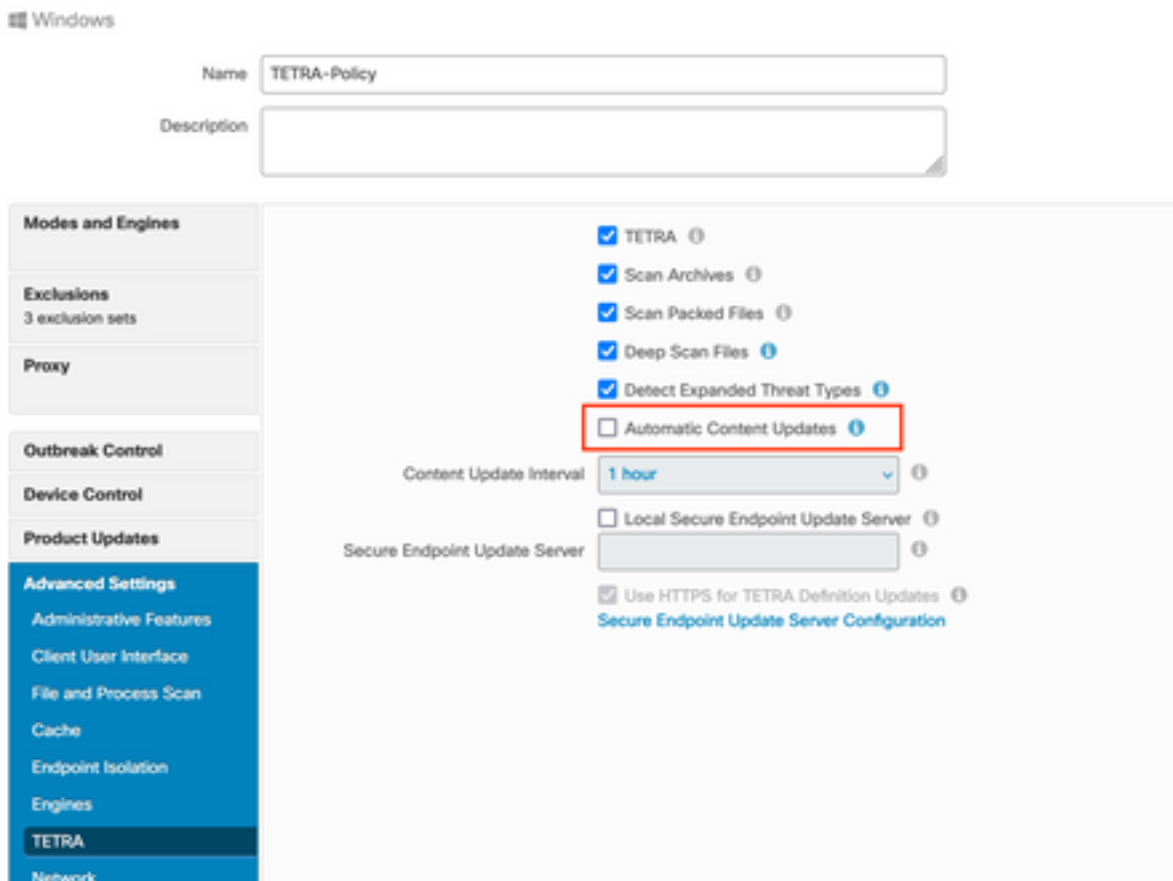 Windows
Name TETRA-Policy
Description
Modes and Engines
Exclusions
3 exclusion sets
Proxy
Outbreak Control
Device Control
Product Updates
Advanced Settings
Administrative Features
Client User Interface
File and Process Scan
Cache
Endpoint Isolation
Engines
TETRA
Network
TETRA
Scan Archives
Scan Packed Files
Deep Scan Files
Detect Expanded Threat Types
Automatic Content Updates
Content Update Interval 1 hour
Local Secure Endpoint Update Server
Secure Endpoint Update Server
Use HTTPS for TETRA Definition Updates
Secure Endpoint Update Server Configuration